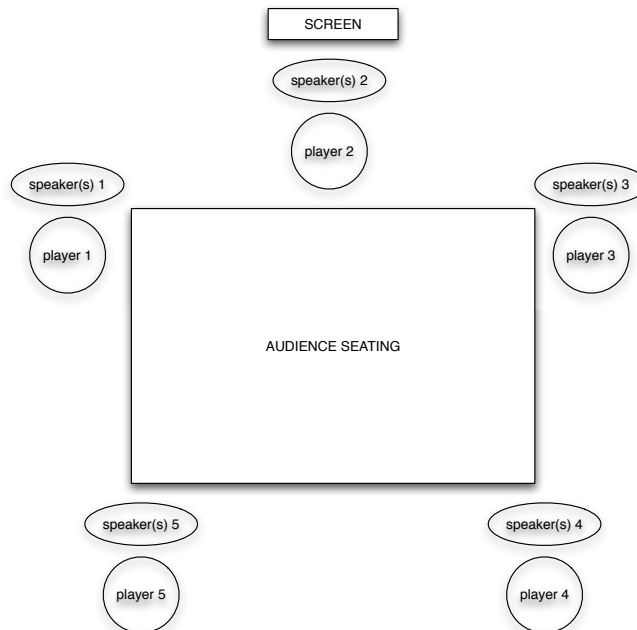 SCREEN
speaker(s) 2
player 2
speaker(s) 1
speaker(s) 3
player 1
player 3
AUDIENCE SEATING
speaker(s) 5
speaker(s) 4
player 5
player 4